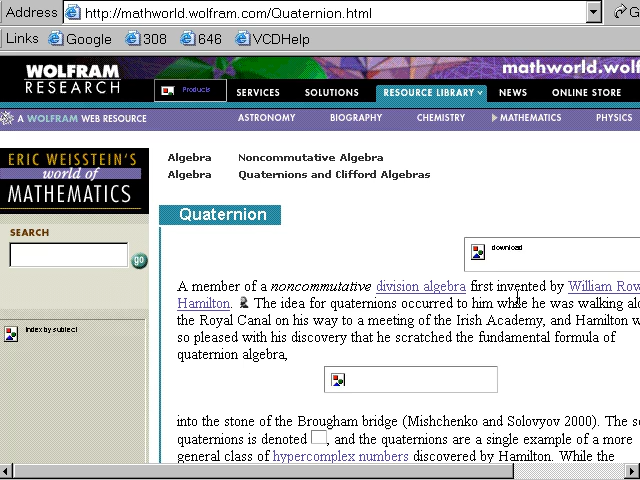 Address http://mathworld.wolfram.com/Quaternion.html G
Links Google 308 646 VCDHelp
WOLFRAM RESEARCH mathworld.wolf
Products SERVICES SOLUTIONS RESOURCE LIBRARY NEWS ONLINE STORE
A WOLFRAM WEB RESOURCE ASTRONOMY BIOGRAPHY CHEMISTRY MATHEMATICS PHYSICS
ERIC WEISSTEIN'S
world of
MATHEMATICS
SEARCH
go
Index by subject
Algebra Noncommutative Algebra
Algebra Quaternions and Clifford Algebras
Quaternion
download
A member of a noncommutative division algebra first invented by William Row
Hamilton. The idea for quaternions occurred to him while he was walking alo
the Royal Canal on his way to a meeting of the Irish Academy, and Hamilton w
so pleased with his discovery that he scratched the fundamental formula of
quaternion algebra,
into the stone of the Brougham bridge (Mishchenko and Solovyov 2000). The se
quaternions is denoted , and the quaternions are a single example of a more
general class of hypercomplex numbers discovered by Hamilton. While the